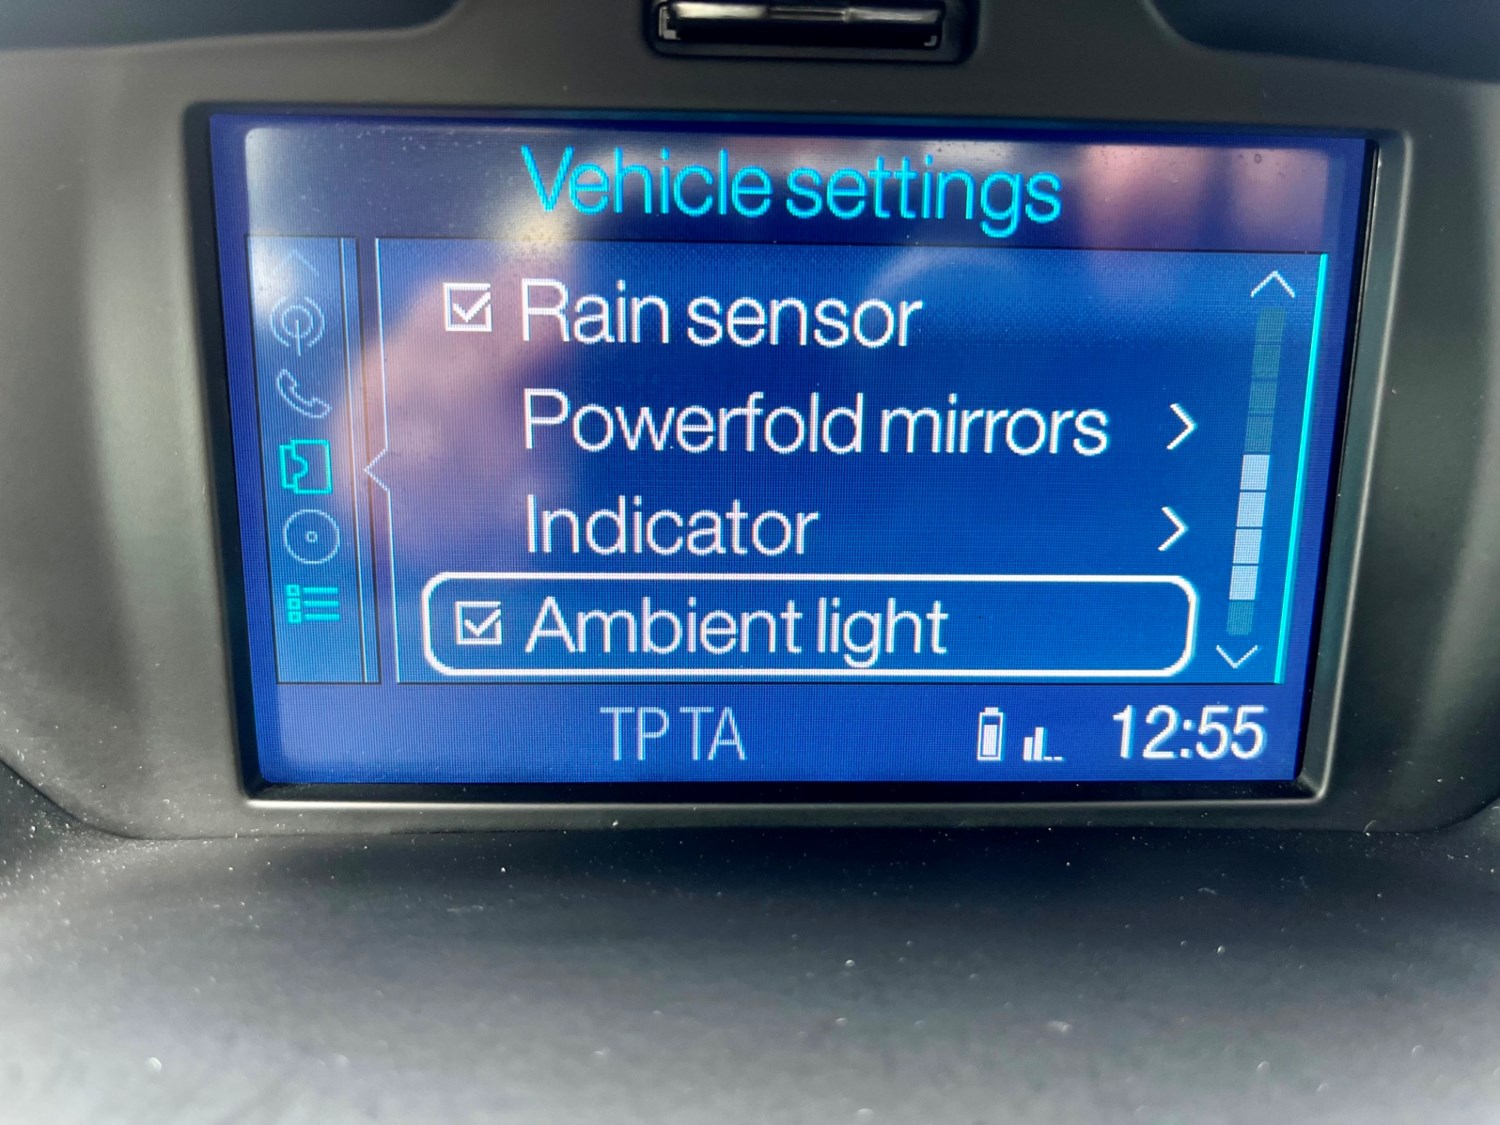 Vehicle settings
Rain sensor
Powerfold mirrors
Indicator
Ambient light
TP TA 12:55